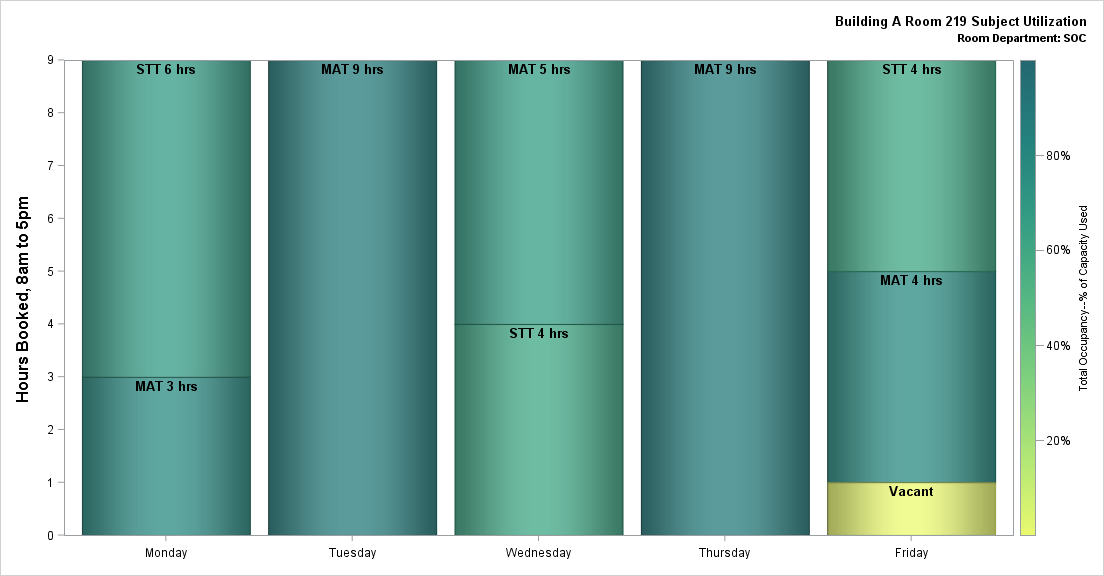 Building A Room 219 Subject Utilization
Room Department: SOC
Hours Booked, 8am to 5pm
9
8
7
6
5
4
3
2
1
0
STT 6 hrs
MAT 3 hrs
MAT 9 hrs
MAT 5 hrs
STT 4 hrs
MAT 9 hrs
STT 4 hrs
MAT 4 hrs
Vacant
Monday
Tuesday
Wednesday
Thursday
Friday
80%
60%
40%
20%
Total Occupancy--% of Capacity Used